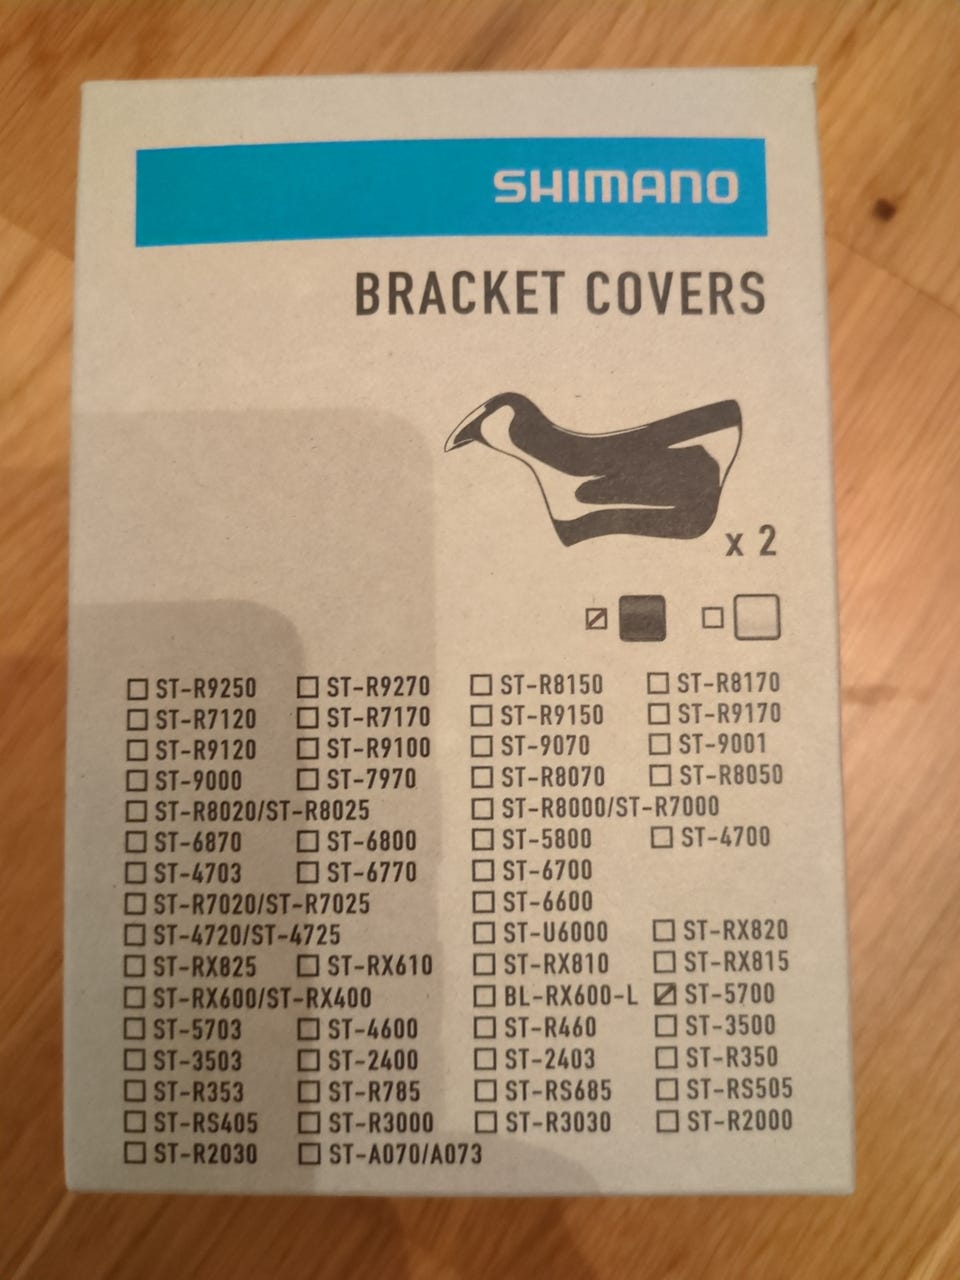 SHIMANO
BRACKET COVERS
x 2
ST-R9250 ST-R9270 ST-R8150 ST-R8170
ST-R7120 ST-R7170 ST-R9150 ST-R9170
ST-R9120 ST-R9100 ST-9070 ST-9001
ST-9000 ST-7970 ST-R8070 ST-R8050
ST-R8020/ST-R8025 ST-R8000/ST-R7000
ST-6870 ST-6800 ST-5800 ST-4700
ST-4703 ST-6770 ST-6700
ST-R7020/ST-R7025 ST-6600
ST-4720/ST-4725 ST-U6000 ST-RX820
ST-RX825 ST-RX610 ST-RX810 ST-RX815
ST-RX600/ST-RX400 BL-RX600-L ST-5700
ST-5703 ST-4600 ST-R460 ST-3500
ST-3503 ST-2400 ST-2403 ST-R350
ST-R353 ST-R785 ST-RS685 ST-RS505
ST-RS405 ST-R3000 ST-R3030 ST-R2000
ST-R2030 ST-A070/A073